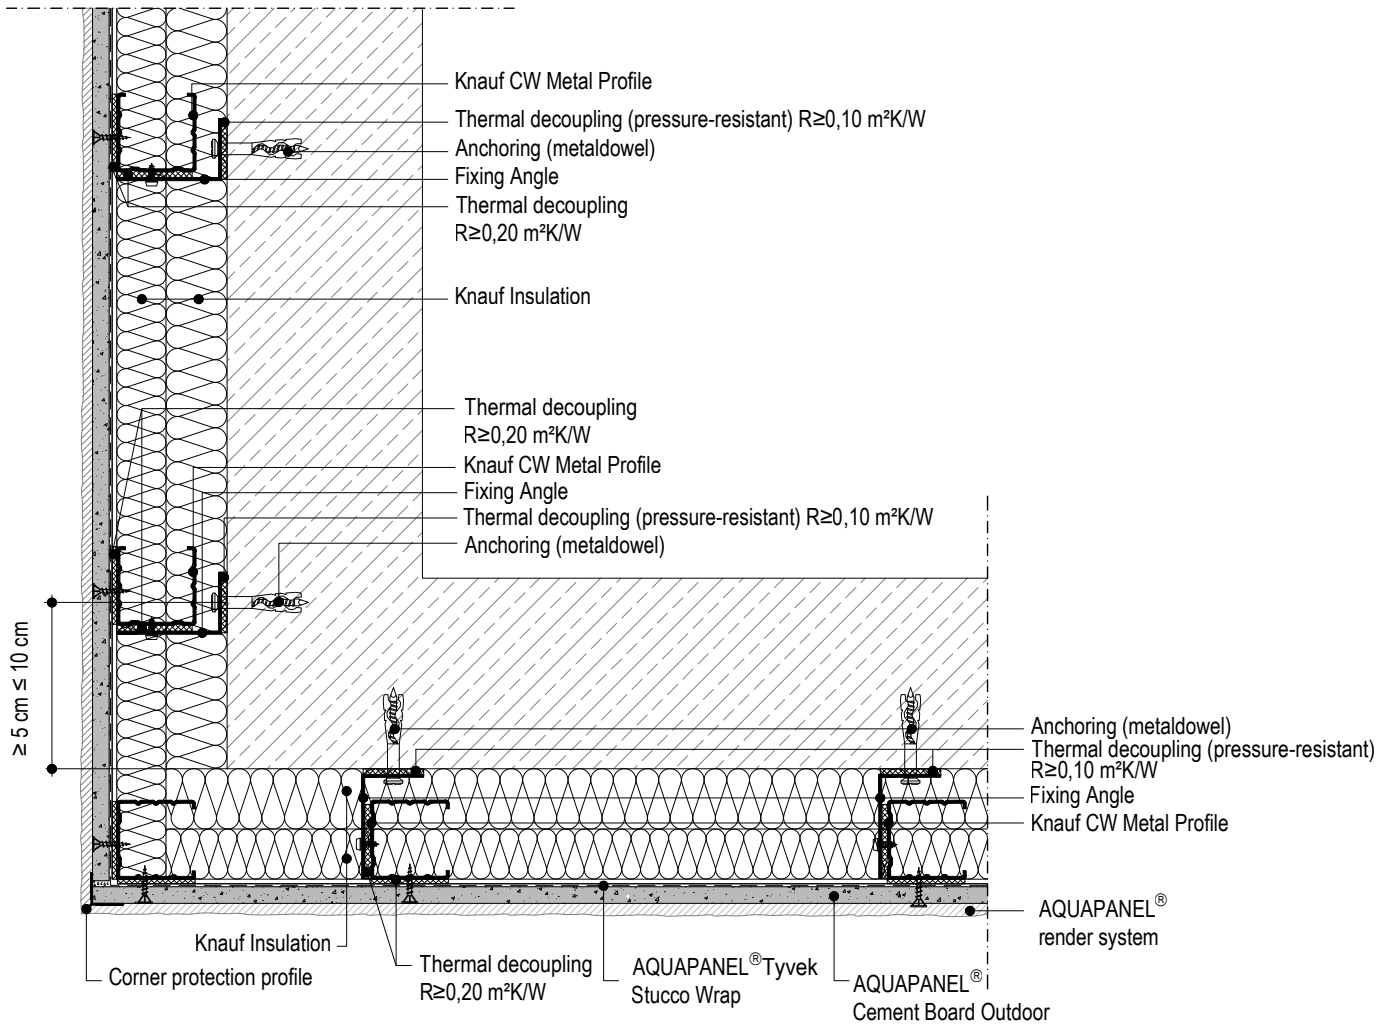 Knauf CW Metal Profile
Thermal decoupling (pressure-resistant) R≥0,10 m²K/W
Anchoring (metaldowel)
Fixing Angle
Thermal decoupling
R≥0,20 m²K/W
Knauf Insulation
Thermal decoupling
R≥0,20 m²K/W
Knauf CW Metal Profile
Fixing Angle
Thermal decoupling (pressure-resistant) R≥0,10 m²K/W
Anchoring (metaldowel)
≥ 5 cm ≤ 10 cm
Anchoring (metaldowel)
Thermal decoupling (pressure-resistant)
R≥0,10 m²K/W
Fixing Angle
Knauf CW Metal Profile
AQUAPANEL®
render system
Knauf Insulation
Corner protection profile
Thermal decoupling
R≥0,20 m²K/W
AQUAPANEL®Tyvek
Stucco Wrap
AQUAPANEL®
Cement Board Outdoor